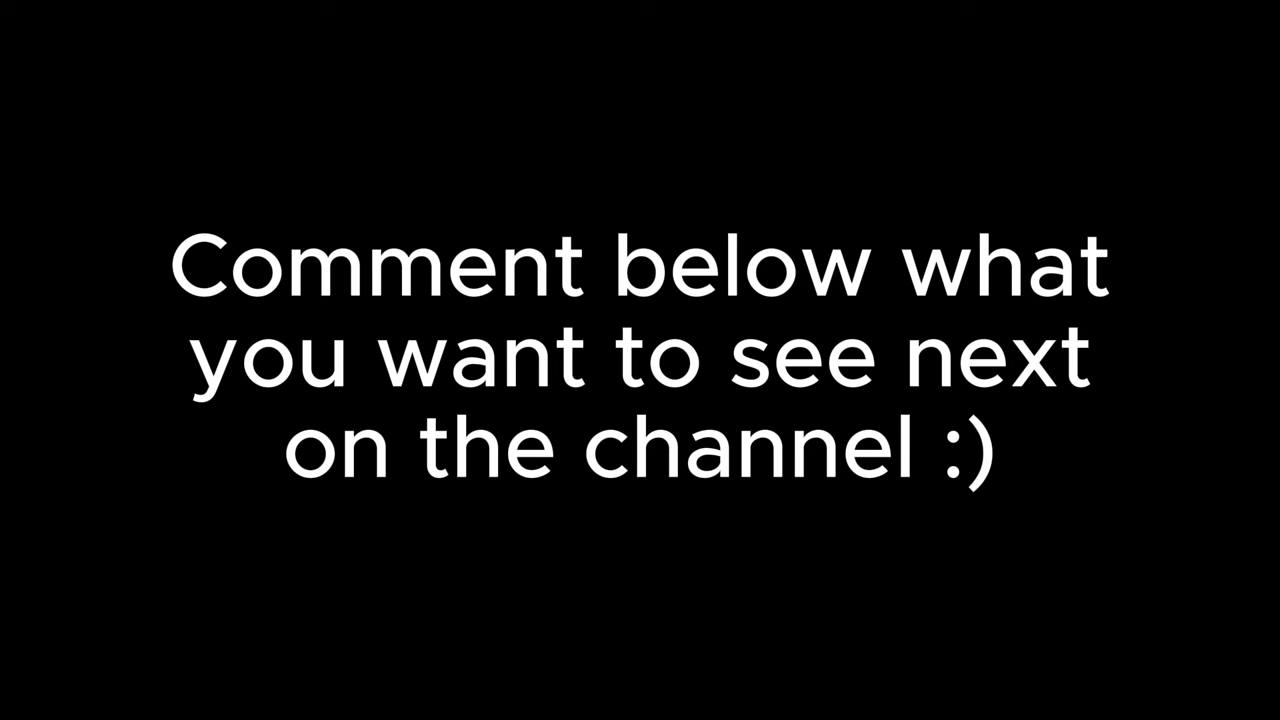 Comment below what
you want to see next
on the channel :)